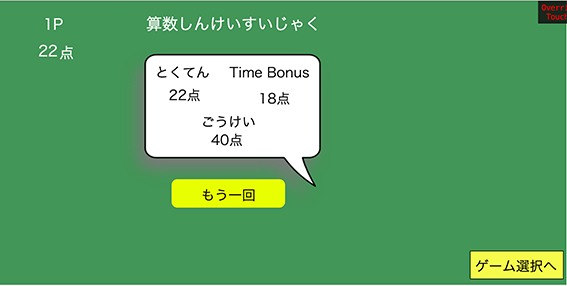 1P
算数しんけいすいじゃく
22点
とくてん
Time Bonus
22点
18点
ごうけい
40点
もう一回
ゲーム選択へ